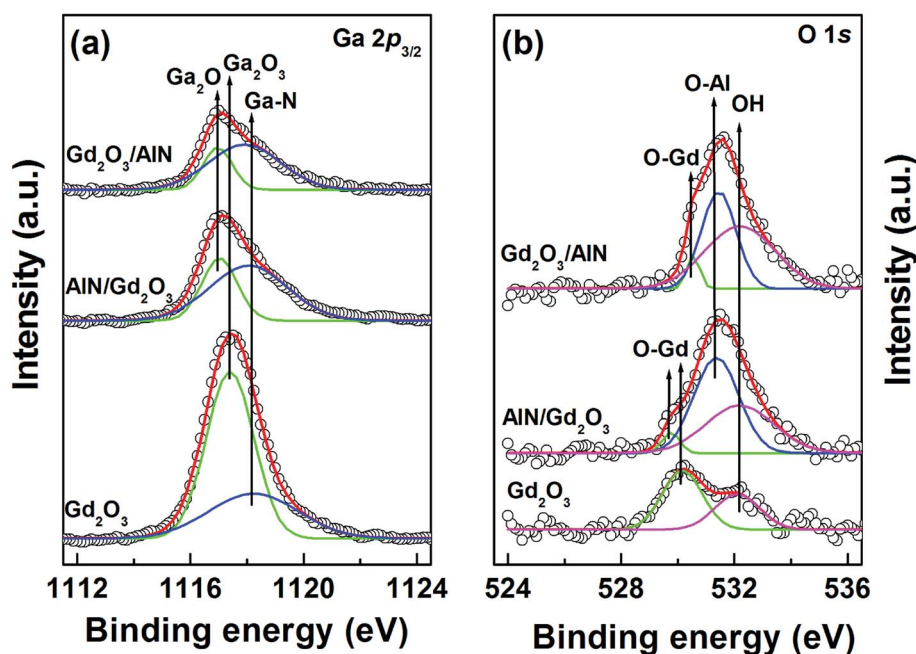 (a)
Ga 2p₃/₂
Ga₂O
Ga₂O₃
Ga-N
Gd₂O₃/AlN
AlN/Gd₂O₃
Gd₂O₃
Intensity (a.u.)
1112 1116 1120 1124
Binding energy (eV)
(b)
O 1s
O-Al
OH
O-Gd
Gd₂O₃/AlN
O-Gd
AlN/Gd₂O₃
Gd₂O₃
Intensity (a.u.)
524 528 532 536
Binding energy (eV)
Intensity (a.u.)